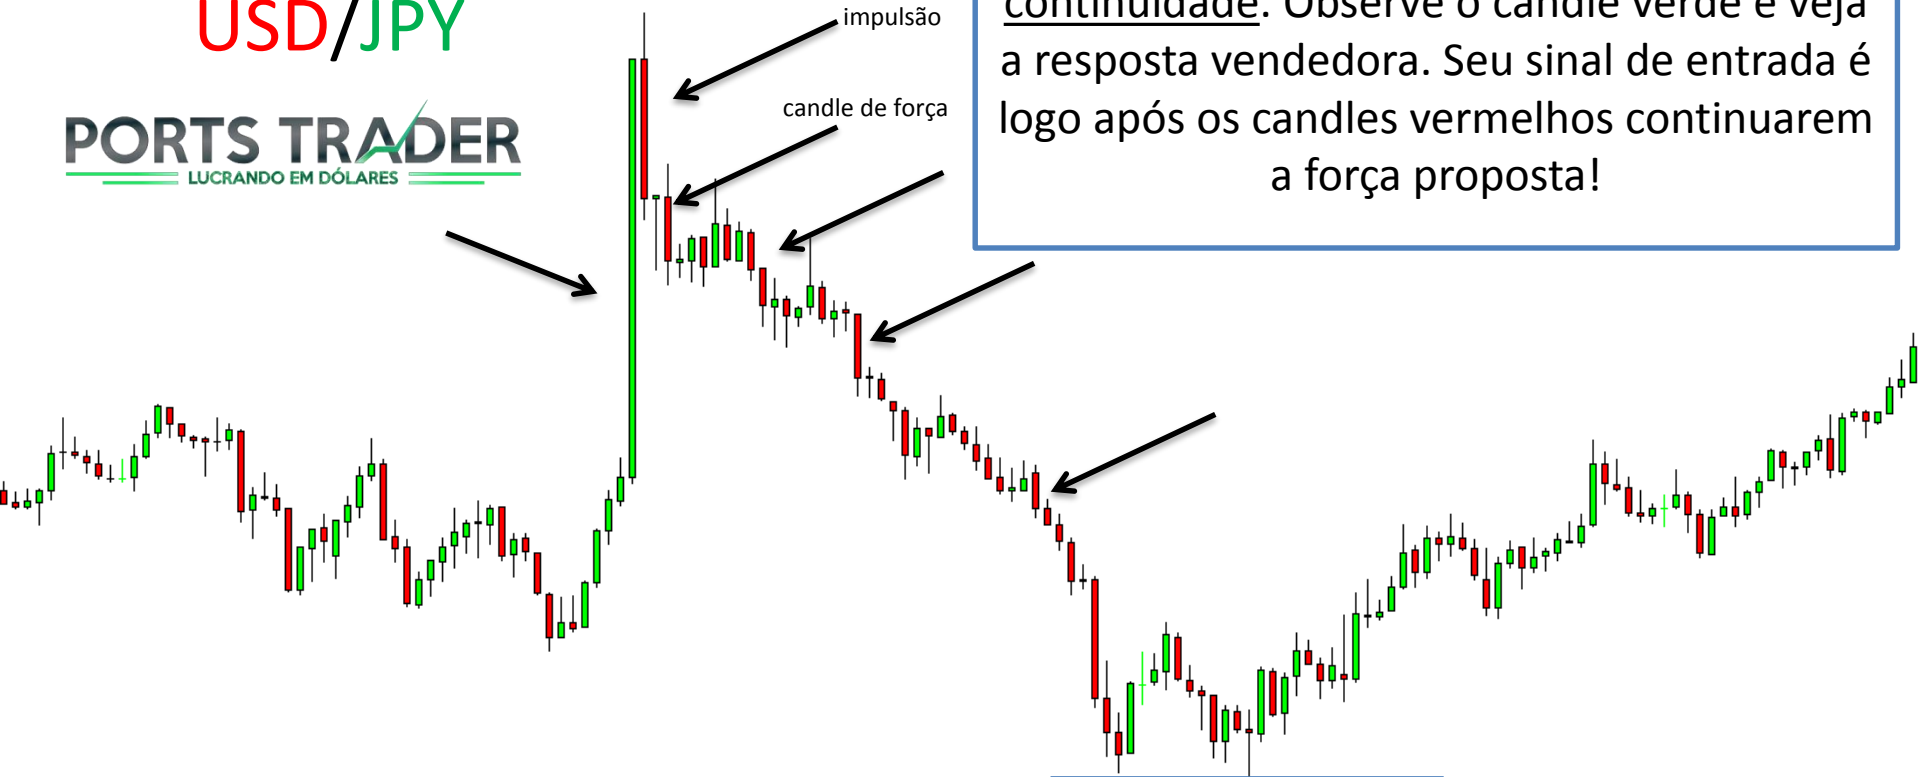 USD/JPY
PORTS TRADER
LUCRANDO EM DÓLARES
impulsão
candle de força
continuidade. Observe o candle verde e veja
a resposta vendedora. Seu sinal de entrada é
logo após os candles vermelhos continuarem
a força proposta!